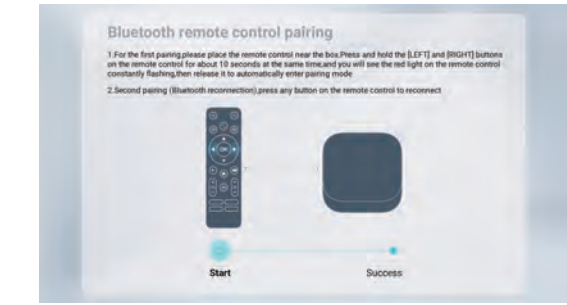 Bluetooth remote control pairing
1.For the first pairing,please place the remote control near the box.Press and hold the [LEFT] and [RIGHT] buttons
on the remote control for about 10 seconds at the same time,and you will see the red light on the remote control
constantly flashing,then release it to automatically enter pairing mode
2.Second pairing (Bluetooth reconnection),press any button on the remote control to reconnect
OK
Start
Success